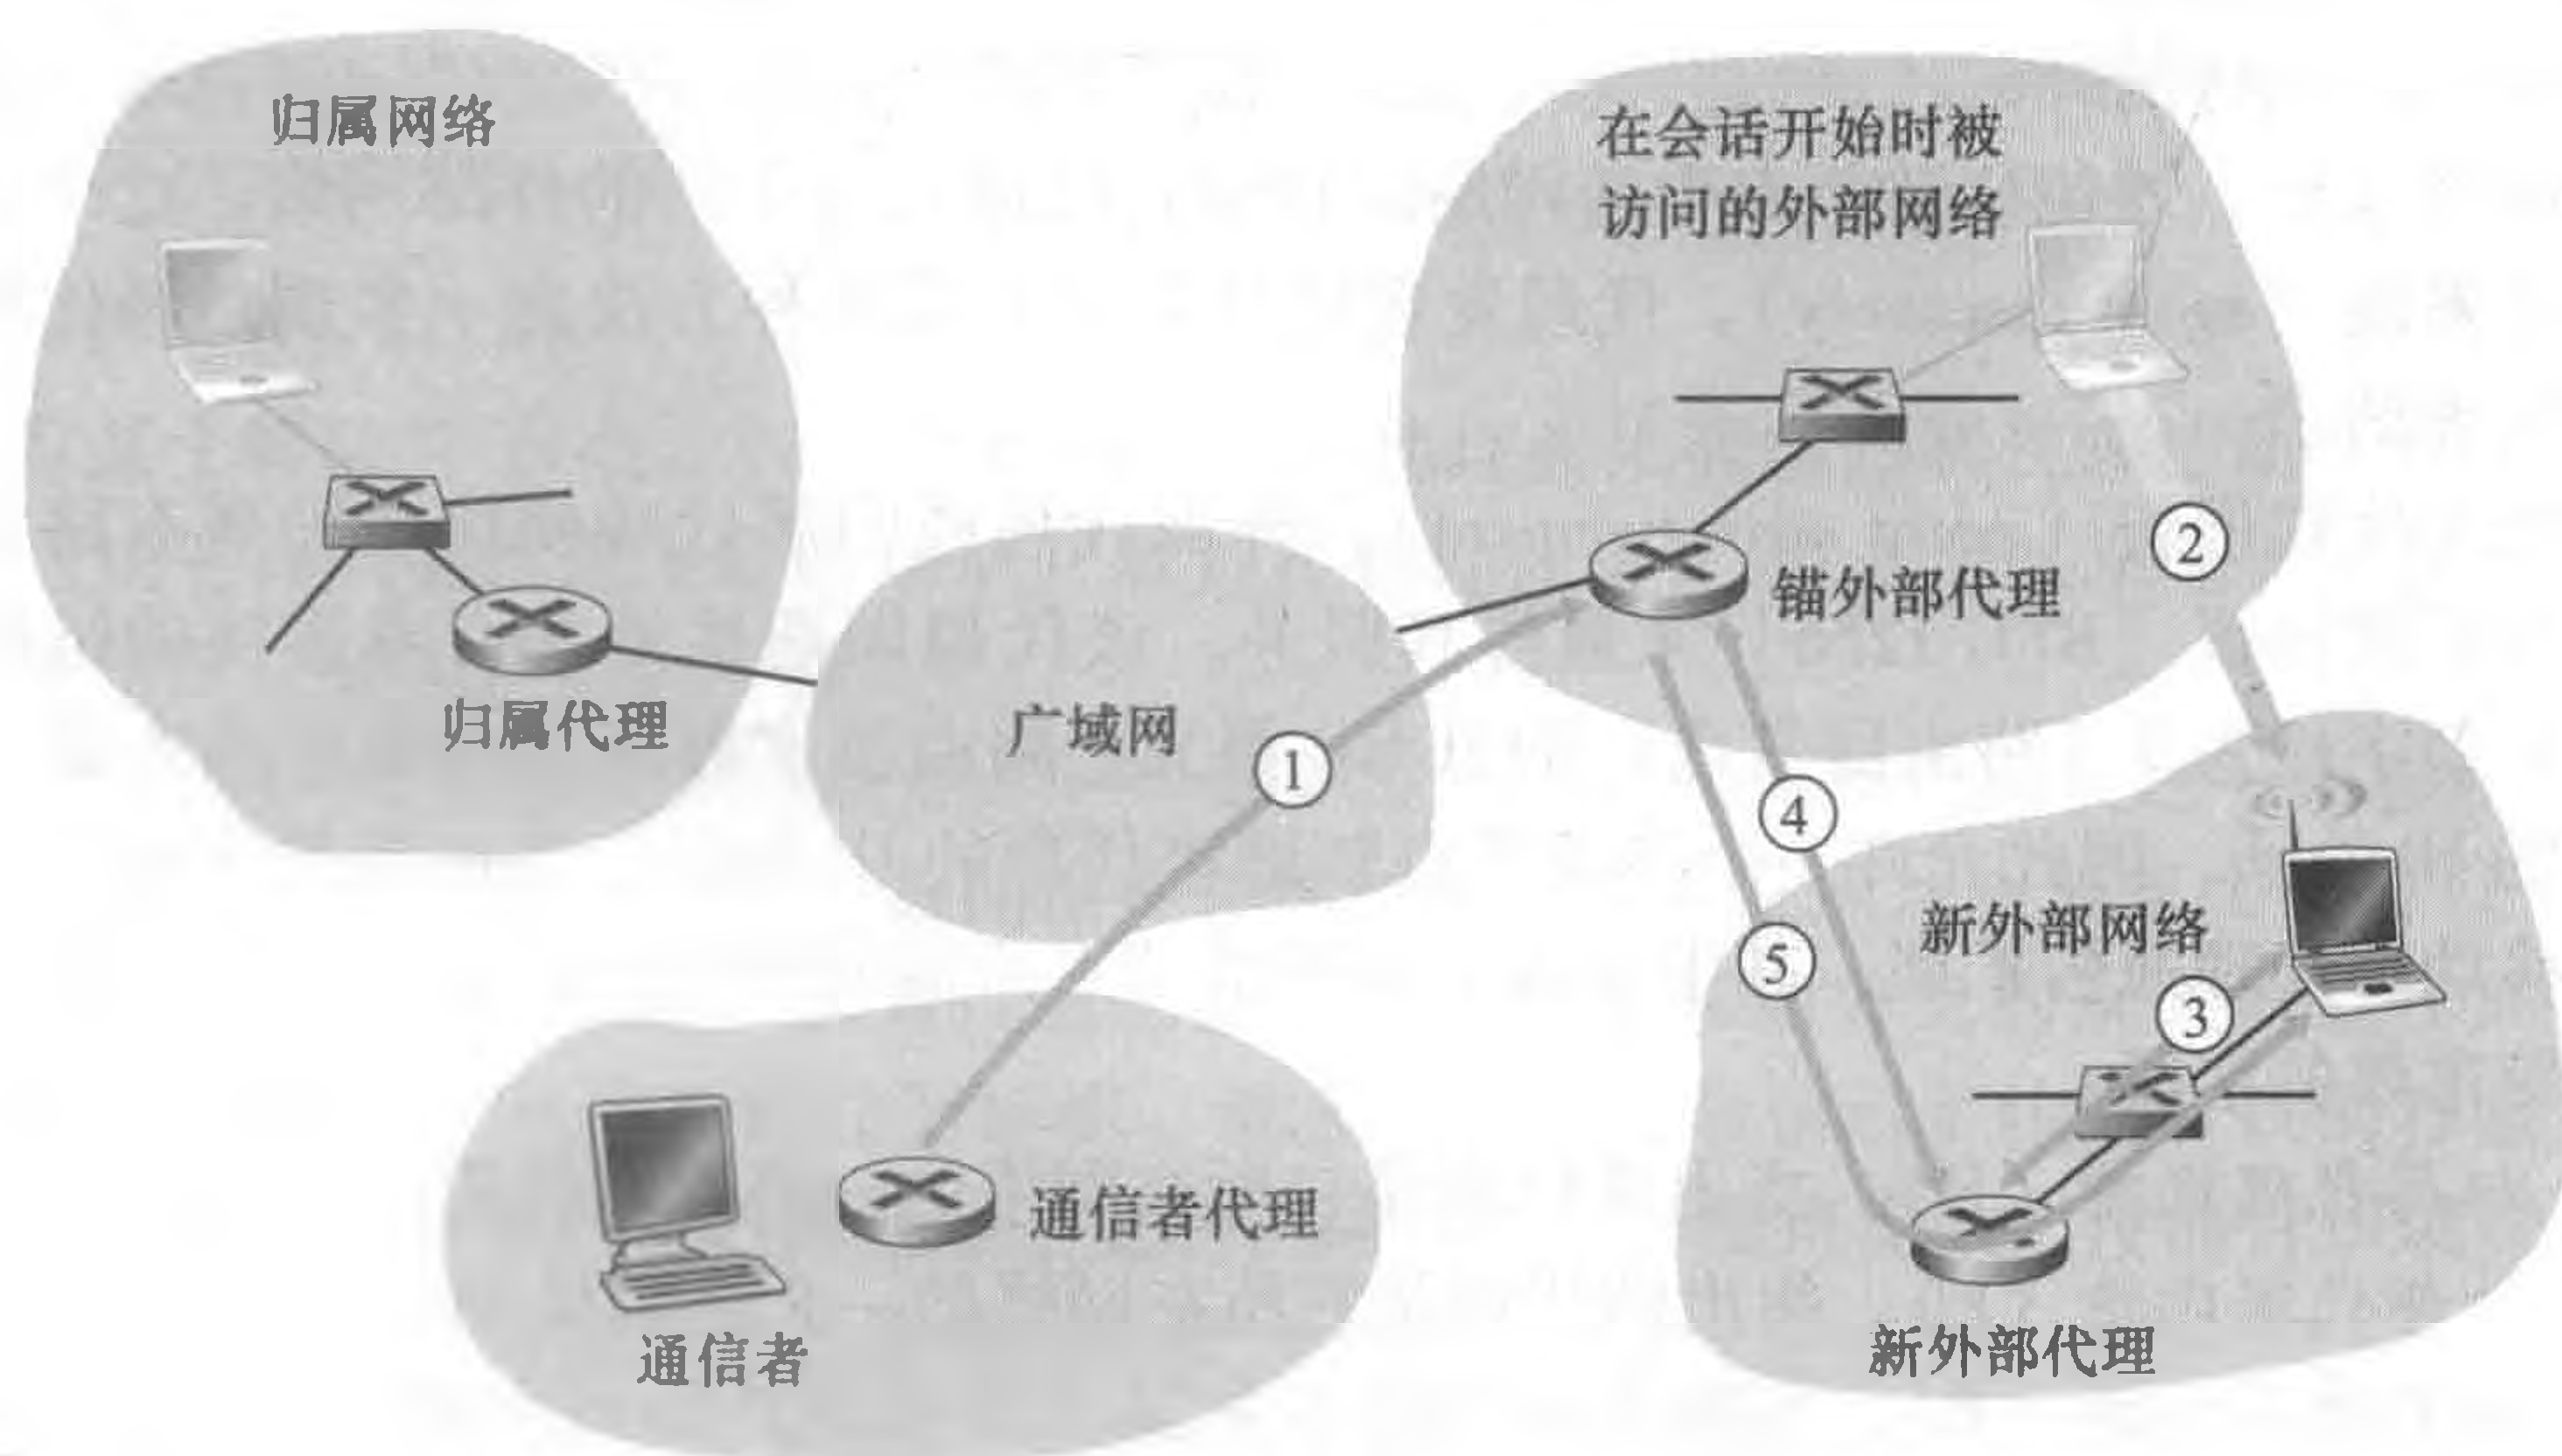 归属网络
在会话开始时被
访问的外部网络
②
锚外部代理
归属代理
广域网
①
④
新外部网络
⑤
③
通信者代理
新外部代理
通信者